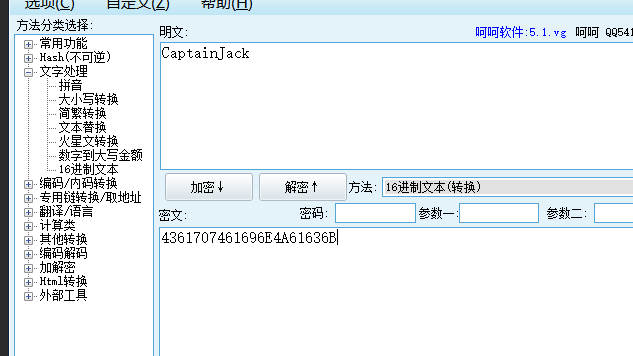 选项(C) 自定义(Z) 帮助(H)
方法分类选择:
常用功能
Hash(不可逆)
文字处理
拼音
大小写转换
简繁转换
文本替换
火星文转换
数字到大写金额
16进制文本
编码/内码转换
专用链转换/取地址
翻译/语言
计算类
其他转换
编码解码
加解密
Html转换
外部工具
明文: 呵呵软件:5.1.vg 呵呵 QQ541
CaptainJack
加密↓ 解密↑ 方法: 16进制文本(转换)
密文: 密码: 参数一: 参数二:
4361707461696E4A61636B